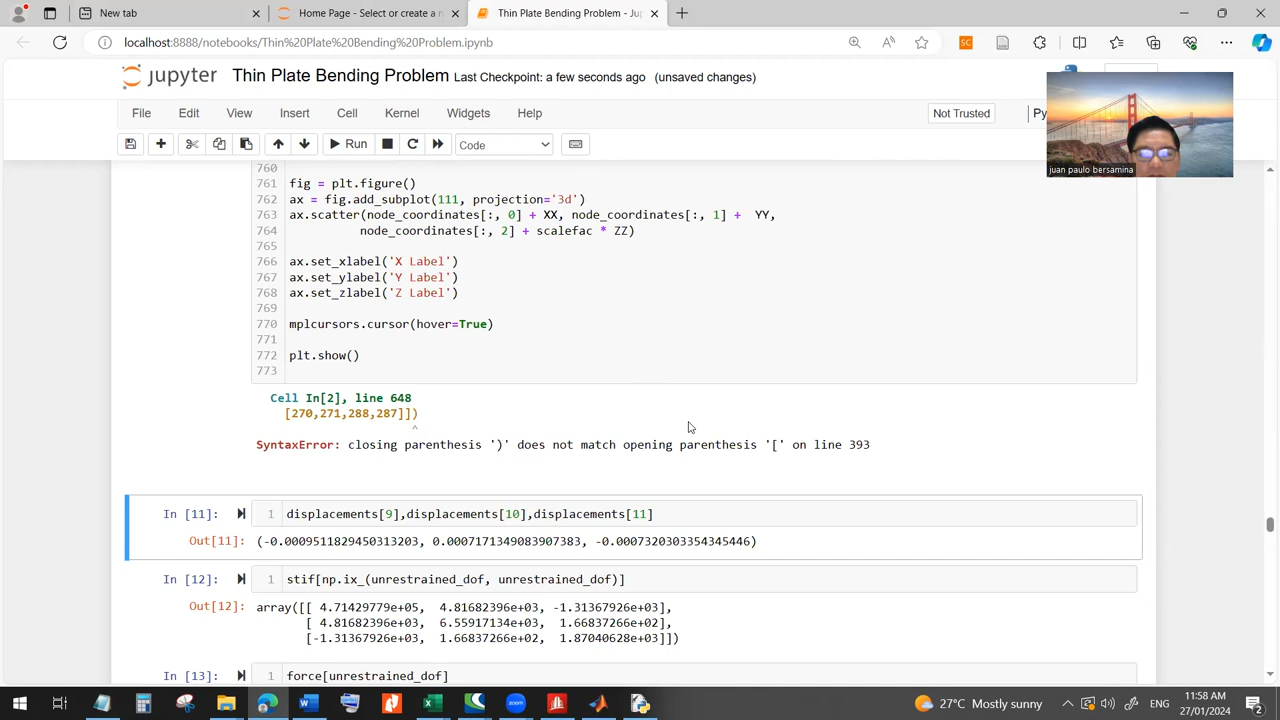 New tab
Home Page - Select or create a n
Thin Plate Bending Problem - Ju
localhost:8888/notebooks/Thin%20Plate%20Bending%20Problem.ipynb
jupyter Thin Plate Bending Problem Last Checkpoint: a few seconds ago (unsaved changes)
File Edit View Insert Cell Kernel Widgets Help
Not Trusted
Py
juan paulo bersamina
Run
Code
760
761 fig = plt.figure()
762 ax = fig.add_subplot(111, projection='3d')
763 ax.scatter(node_coordinates[:, 0] + XX, node_coordinates[:, 1] + YY,
764 node_coordinates[:, 2] + scalefac * ZZ)
765
766 ax.set_xlabel('X Label')
767 ax.set_ylabel('Y Label')
768 ax.set_zlabel('Z Label')
769
770 mplcursors.cursor(hover=True)
771
772 plt.show()
773
Cell In[2], line 648
[270,271,288,287]])
^
SyntaxError: closing parenthesis ')' does not match opening parenthesis '[' on line 393
In [11]: 1 displacements[9],displacements[10],displacements[11]
Out[11]: (-0.0009511829450313203, 0.0007171349083907383, -0.0007320303354345446)
In [12]: 1 stif[np.ix_(unrestrained_dof, unrestrained_dof)]
Out[12]: array([[ 4.71429779e+05, 4.81682396e+03, -1.31367926e+03],
[ 4.81682396e+03, 6.55917134e+03, 1.66837266e+02],
[-1.31367926e+03, 1.66837266e+02, 1.87040628e+03]])
In [13]: 1 force[unrestrained_dof]
27°C Mostly sunny
ENG
11:58 AM
27/01/2024
2